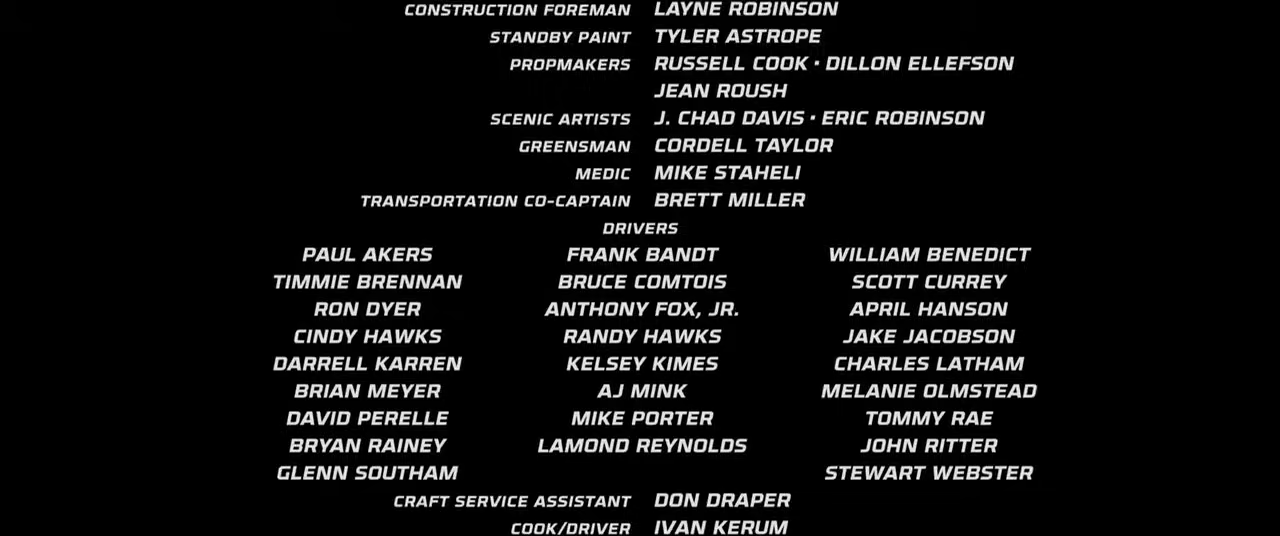 CONSTRUCTION FOREMAN LAYNE ROBINSON
STANDBY PAINT TYLER ASTROPE
PROPMAKERS RUSSELL COOK · DILLON ELLEFSON
JEAN ROUSH
SCENIC ARTISTS J. CHAD DAVIS · ERIC ROBINSON
GREENSMAN CORDELL TAYLOR
MEDIC MIKE STAHELI
TRANSPORTATION CO-CAPTAIN BRETT MILLER
DRIVERS
PAUL AKERS FRANK BANDT WILLIAM BENEDICT
TIMMIE BRENNAN BRUCE COMTOIS SCOTT CURREY
RON DYER ANTHONY FOX, JR. APRIL HANSON
CINDY HAWKS RANDY HAWKS JAKE JACOBSON
DARRELL KARREN KELSEY KIMES CHARLES LATHAM
BRIAN MEYER AJ MINK MELANIE OLMSTEAD
DAVID PERELLE MIKE PORTER TOMMY RAE
BRYAN RAINEY LAMOND REYNOLDS JOHN RITTER
GLENN SOUTHAM STEWART WEBSTER
CRAFT SERVICE ASSISTANT DON DRAPER
COOK/DRIVER IVAN KERUM